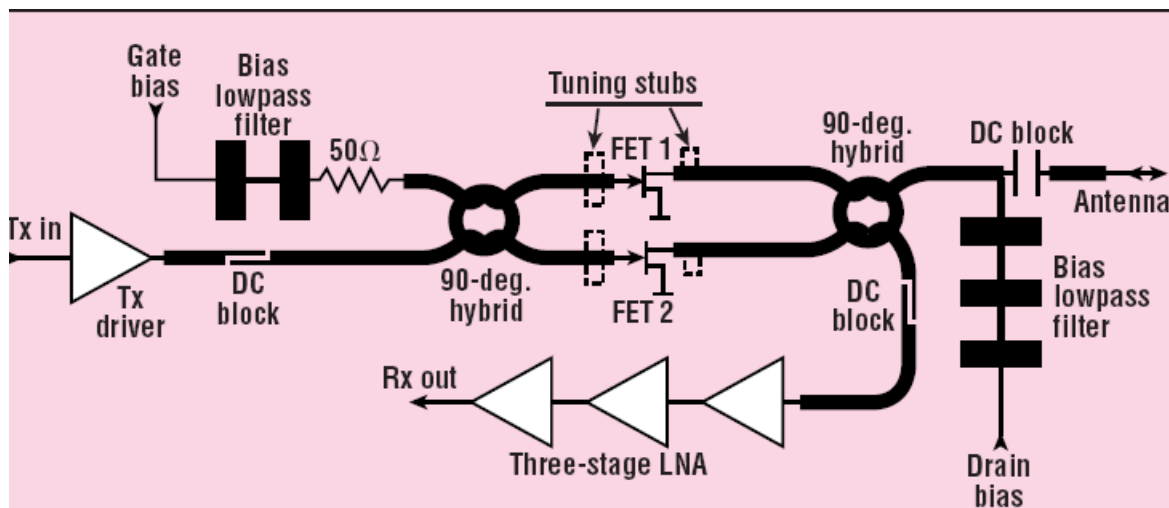 Gate
bias
Bias
lowpass
filter
50Ω
Tuning stubs
FET 1
90-deg.
hybrid
DC block
Antenna
Tx in
Tx
driver
DC
block
90-deg.
hybrid
FET 2
DC
block
Bias
lowpass
filter
Rx out
Three-stage LNA
Drain
bias